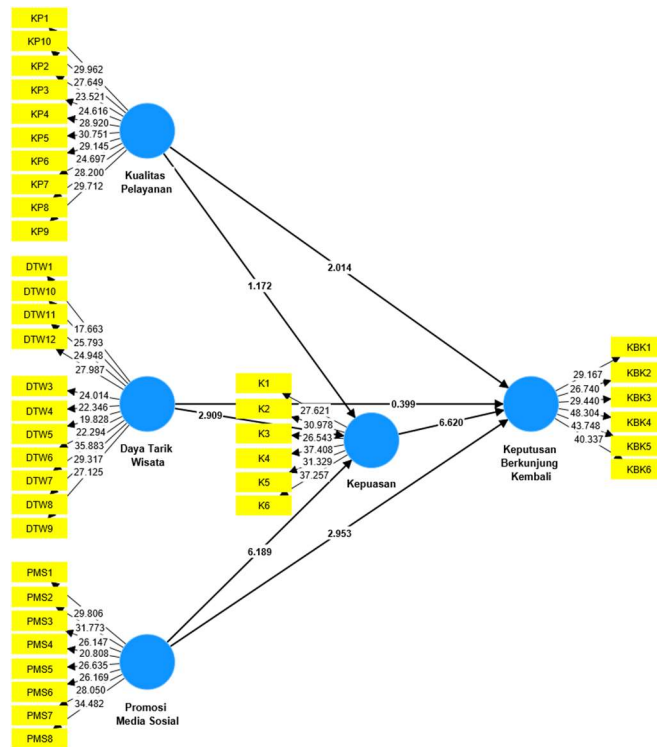 KP1
KP10
KP2
KP3
KP4
KP5
KP6
KP7
KP8
KP9
29.962
27.649
23.521
24.616
28.920
30.751
29.145
24.697
28.200
29.712
Kualitas
Pelayanan
2.014
1.172
DTW1
DTW10
DTW11
DTW12
DTW3
DTW4
DTW5
DTW6
DTW7
DTW8
DTW9
17.663
25.793
24.948
27.987
24.014
22.346
19.828
22.294
35.883
29.317
27.125
Daya Tarik
Wisata
0.399
2.909
K1
K2
K3
K4
K5
K6
27.621
30.978
26.543
37.408
31.329
37.257
Kepuasan
6.620
Keputusan
Berkunjung
Kembali
29.167
26.740
29.440
48.304
43.748
40.337
KBK1
KBK2
KBK3
KBK4
KBK5
KBK6
6.189
2.953
PMS1
PMS2
PMS3
PMS4
PMS5
PMS6
PMS7
PMS8
29.806
31.773
26.147
20.808
26.635
26.169
28.050
34.482
Promosi
Media Sosial